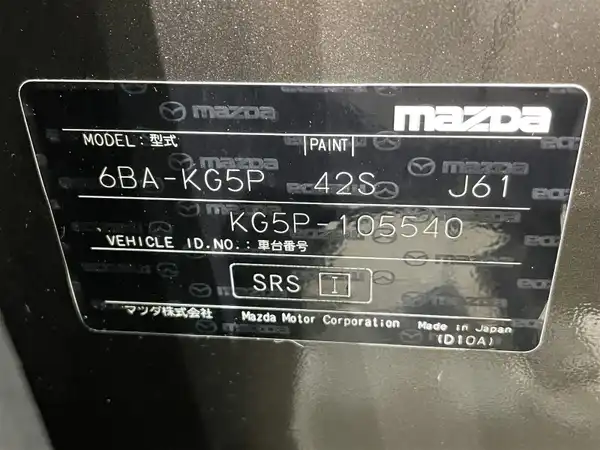 mazda
MODEL:型式 |PAINT|
6BA-KG5P 42S J61
KG5P-105540
VEHICLE ID.NO.:車台番号
SRS I
マツダ株式会社 Mazda Motor Corporation Made in Japan
(D10A)